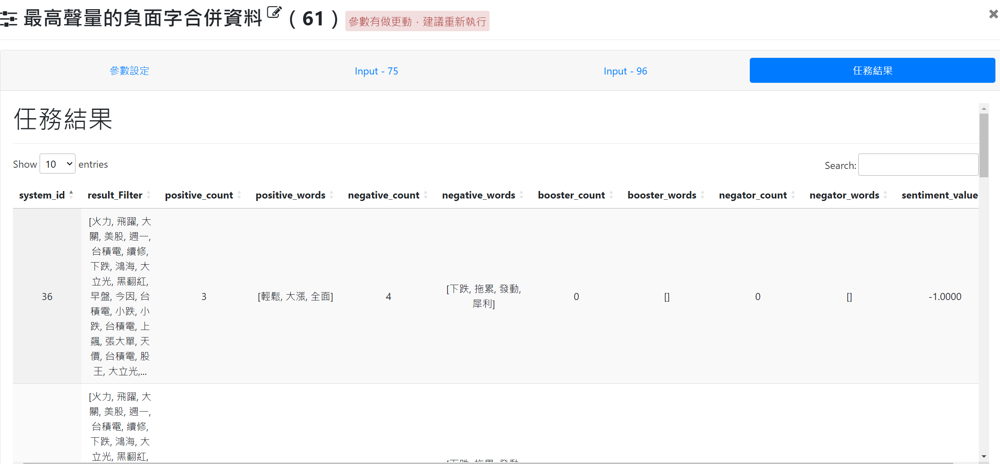 最高聲量的負面字合併資料 ( 61 ) 參數有做更動，建議重新執行
參數設定 Input - 75 Input - 96 任務結果
任務結果
Show 10 entries Search:
system_id result_Filter positive_count positive_words negative_count negative_words booster_count booster_words negator_count negator_words sentiment_value
36
[火力, 飛躍, 大
關, 美股, 週一,
台積電, 續修,
下跌, 鴻海, 大
立光, 黑翻紅,
早盤, 今因, 台
積電, 小跌, 小
跌, 台積電, 上
飆, 張大單, 天
價, 台積電, 股
王, 大立光,...
3
[輕鬆, 大漲, 全面]
4
[下跌, 拖累, 發動,
犀利]
0
[]
0
[]
-1.0000
[火力, 飛躍, 大
關, 美股, 週一,
台積電, 續修,
下跌, 鴻海, 大
立光, 黑翻紅,
[下跌, 拖累, 發動,